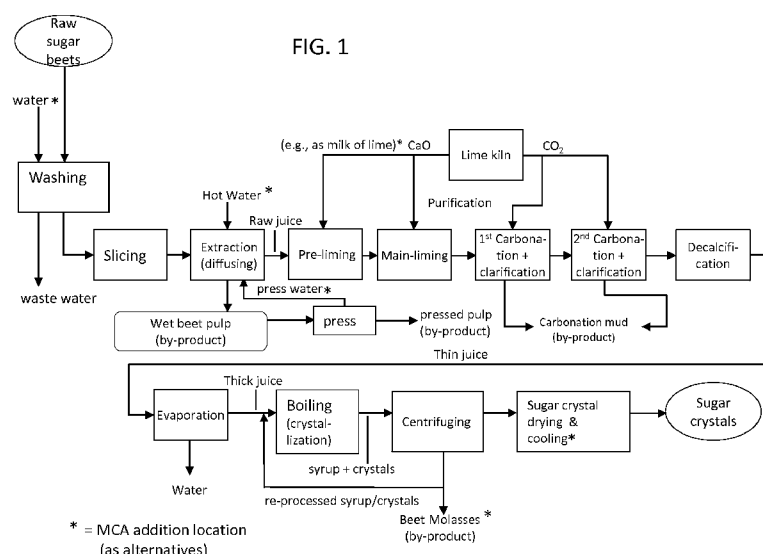 FIG. 1
Raw
sugar
beets
water*
Washing
waste water
Slicing
Hot Water *
Extraction
(diffusing)
Raw juice
(e.g., as milk of lime)* CaO
Lime kiln
CO2
Purification
Pre-liming
Main-liming
1st Carbona-
tion +
clarification
2nd Carbona-
tion +
clarification
Decalcifi-
cation
press water*
Wet beet pulp
(by-product)
press
pressed pulp
(by-product)
Carbonation mud
(by-product)
Thin juice
Evaporation
Water
Thick juice
Boiling
(crystal-
lization)
syrup + crystals
Centrifuging
re-processed syrup/crystals
Beet Molasses *
(by-product)
Sugar crystal
drying &
cooling*
Sugar
crystals
* = MCA addition location
(as alternatives)